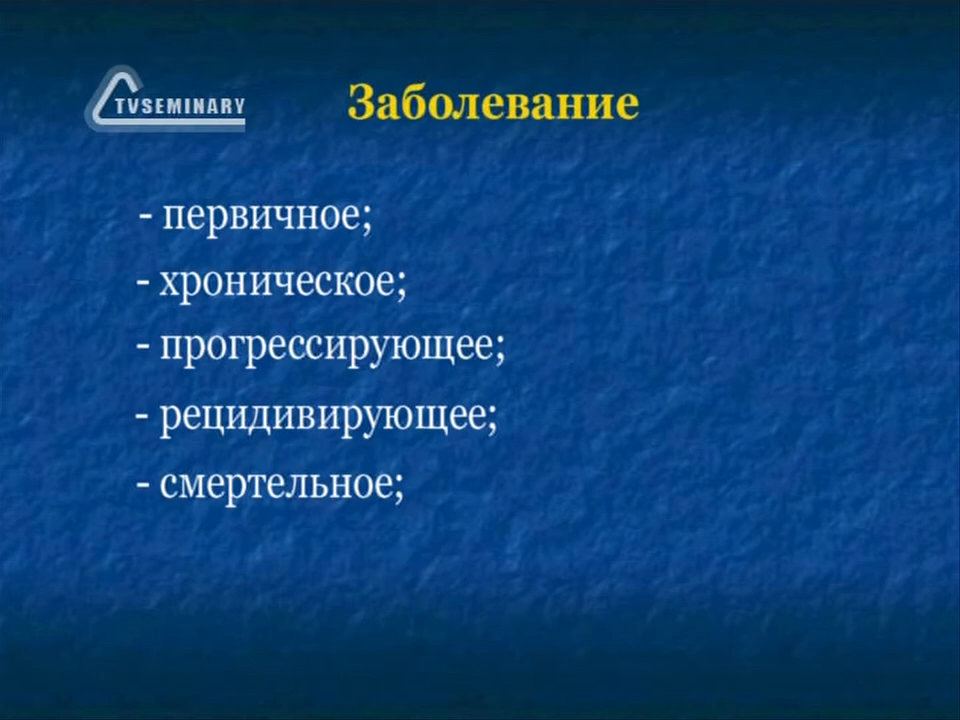 TVSEMINARY
Заболевание
- первичное;
- хроническое;
- прогрессирующее;
- рецидивирующее;
- смертельное;